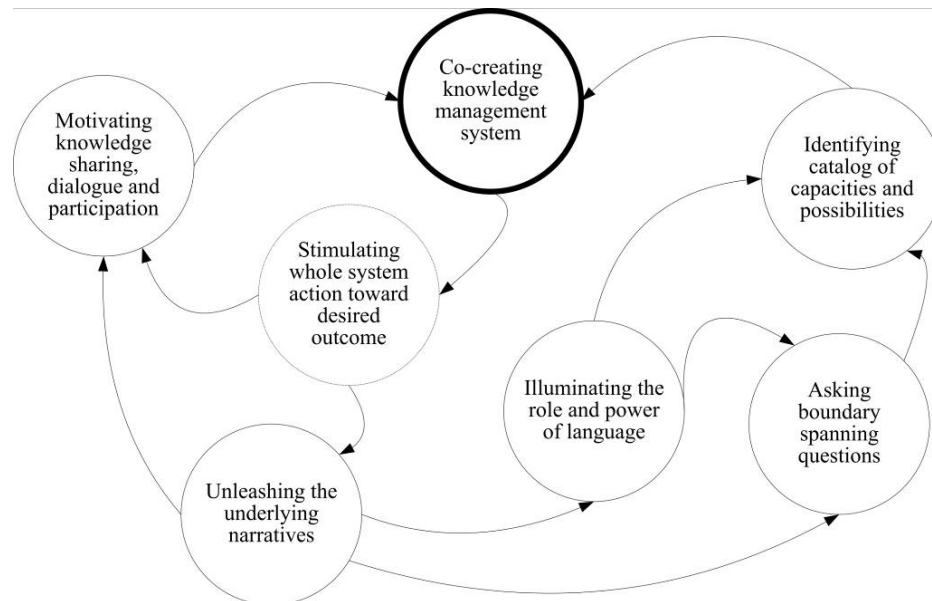 Co-creating
knowledge
management
system
Motivating
knowledge
sharing,
dialogue and
participation
Identifying
catalog of
capacities and
possibilities
Stimulating
whole system
action toward
desired
outcome
Illuminating the
role and power
of language
Asking
boundary
spanning
questions
Unleashing the
underlying
narratives